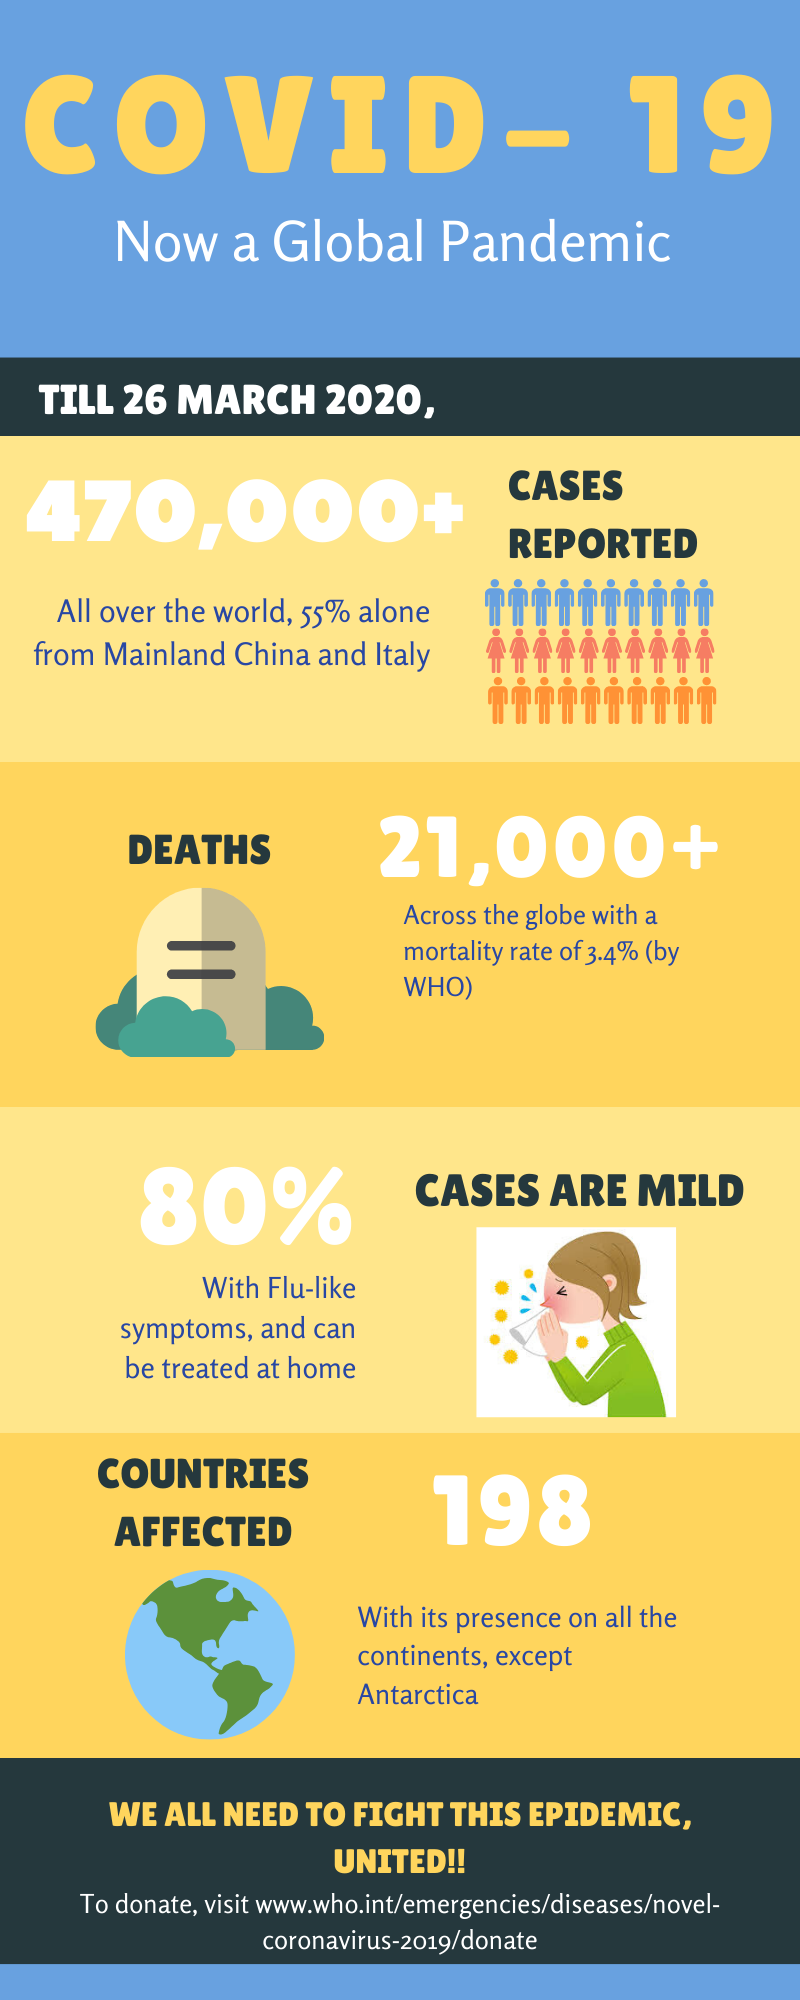 COVID- 19
Now a Global Pandemic
TILL 26 MARCH 2020,
470,000+
CASES
REPORTED
All over the world, 55% alone
from Mainland China and Italy
DEATHS
21,000+
Across the globe with a
mortality rate of 3.4% (by
WHO)
80%
CASES ARE MILD
With Flu-like
symptoms, and can
be treated at home
COUNTRIES
AFFECTED
198
With its presence on all the
continents, except
Antarctica
WE ALL NEED TO FIGHT THIS EPIDEMIC,
UNITED!!
To donate, visit www.who.int/emergencies/diseases/novel-
coronavirus-2019/donate